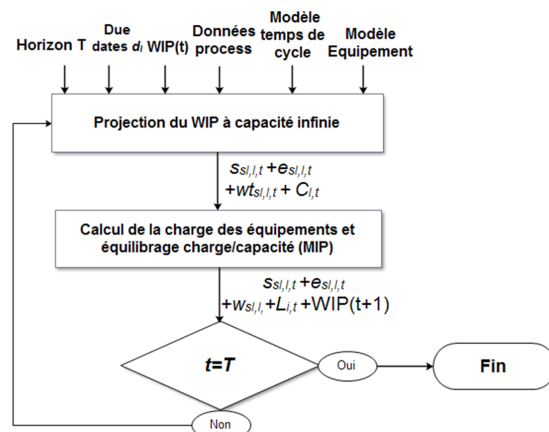 Horizon T
Due
dates dₗ
WIP(t)
Données
process
Modèle
temps de
cycle
Modèle
Equipement
Projection du WIP à capacité infinie
s_{sl,l,t} + e_{sl,l,t}
+wt_{sl,l,t} + C_{l,t}
Calcul de la charge des équipements et
équilibrage charge/capacité (MIP)
s_{sl,l,t} + e_{sl,l,t}
+w_{sl,l,} +L_{i,t} +WIP(t+1)
t=T
Oui
Fin
Non